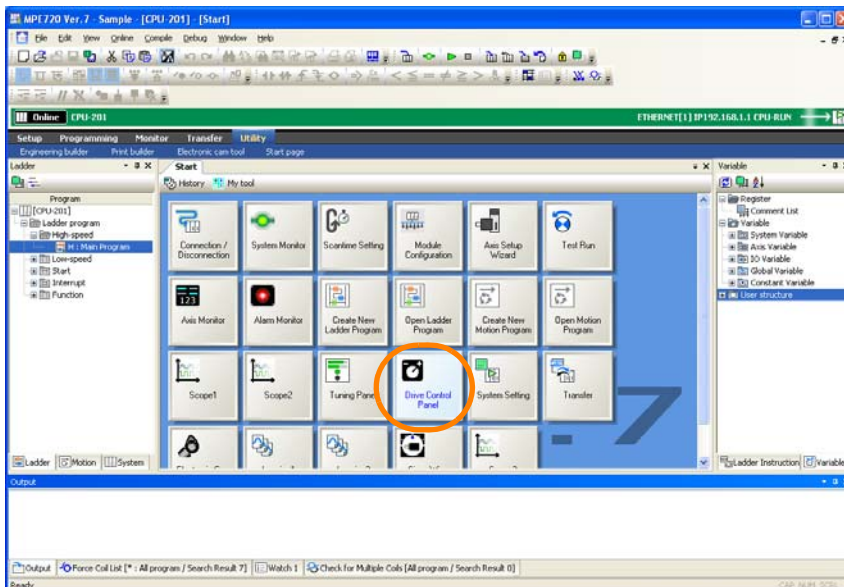 MPE720 Ver. 7 - Sample - [CPU-201] - [Start]
File Edit View Online Compile Debug Window Help
Online CPU-201
ETHERNET[1] IP192.168.1.1 CPU-RUN
Setup Programming Monitor Transfer Utility
Engineering builder Print builder Electronic cam tool Start page
Ladder
Program
[CPU-201]
Ladder program
High-speed
H : Main Program
Low-speed
Start
Interrupt
Function
Ladder Motion System
Start
History My tool
Connection / Disconnection
System Monitor
Scantime Setting
Module Configuration
Axis Setup Wizard
Test Run
Axis Monitor
Alarm Monitor
Create New Ladder Program
Open Ladder Program
Create New Motion Program
Open Motion Program
Scope1
Scope2
Tuning Panel
Drive Control Panel
System Setting
Transfer
- 7
Variable
Register
Comment List
Variable
System Variable
Axis Variable
IO Variable
Global Variable
Constant Variable
User structure
Ladder Instruction Variable
Output
Output Force Coil List [* : All program / Search Result 7] Watch 1 Check for Multiple Coils [All program / Search Result 0]
Ready
CAP NUM SCRL